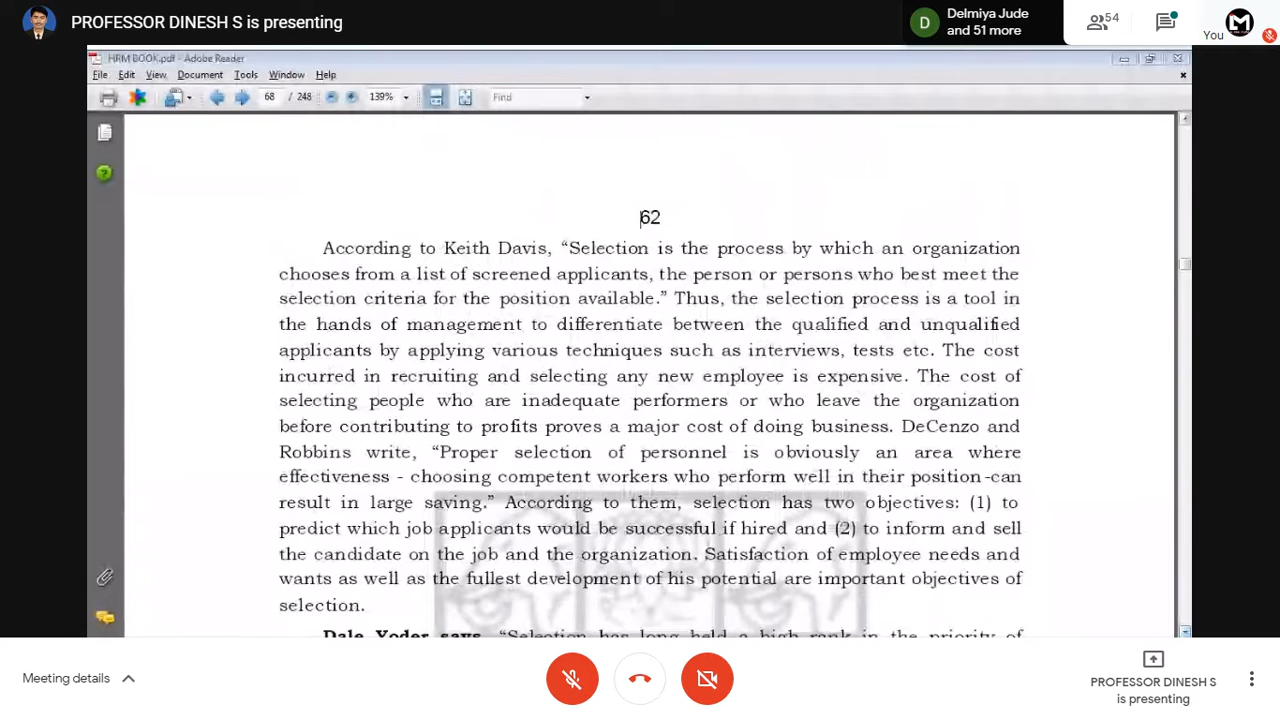 PROFESSOR DINESH S is presenting
D
Delmiya Jude
and 51 more
54
You
HRM BOOK.pdf - Adobe Reader
File Edit View Document Tools Window Help
68 / 248 139% Find
62
According to Keith Davis, “Selection is the process by which an organization
chooses from a list of screened applicants, the person or persons who best meet the
selection criteria for the position available.” Thus, the selection process is a tool in
the hands of management to differentiate between the qualified and unqualified
applicants by applying various techniques such as interviews, tests etc. The cost
incurred in recruiting and selecting any new employee is expensive. The cost of
selecting people who are inadequate performers or who leave the organization
before contributing to profits proves a major cost of doing business. DeCenzo and
Robbins write, “Proper selection of personnel is obviously an area where
effectiveness - choosing competent workers who perform well in their position -can
result in large saving.” According to them, selection has two objectives: (1) to
predict which job applicants would be successful if hired and (2) to inform and sell
the candidate on the job and the organization. Satisfaction of employee needs and
wants as well as the fullest development of his potential are important objectives of
selection.
Dale Yoder says, “Selection has long held a high rank in the priority of
Meeting details
PROFESSOR DINESH S
is presenting